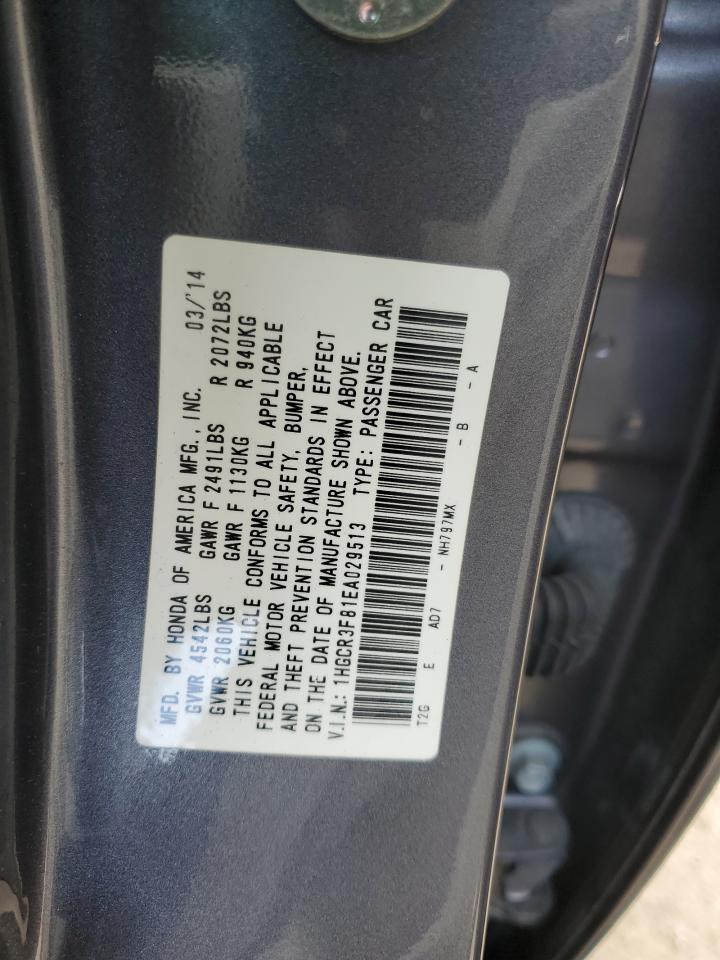 MFD. BY HONDA OF AMERICA MFG., INC. 03/'14
GVWR 4542LBS GAWR F 2491LBS R 2072LBS
GVWR 2060KG GAWR F 1130KG R 940KG
THIS VEHICLE CONFORMS TO ALL APPLICABLE
FEDERAL MOTOR VEHICLE SAFETY, BUMPER,
AND THEFT PREVENTION STANDARDS IN EFFECT
ON THE DATE OF MANUFACTURE SHOWN ABOVE.
V.I.N.: 1HGCR3F81EA029513 TYPE: PASSENGER CAR
T2G E AD7 - NH797MX - B - A